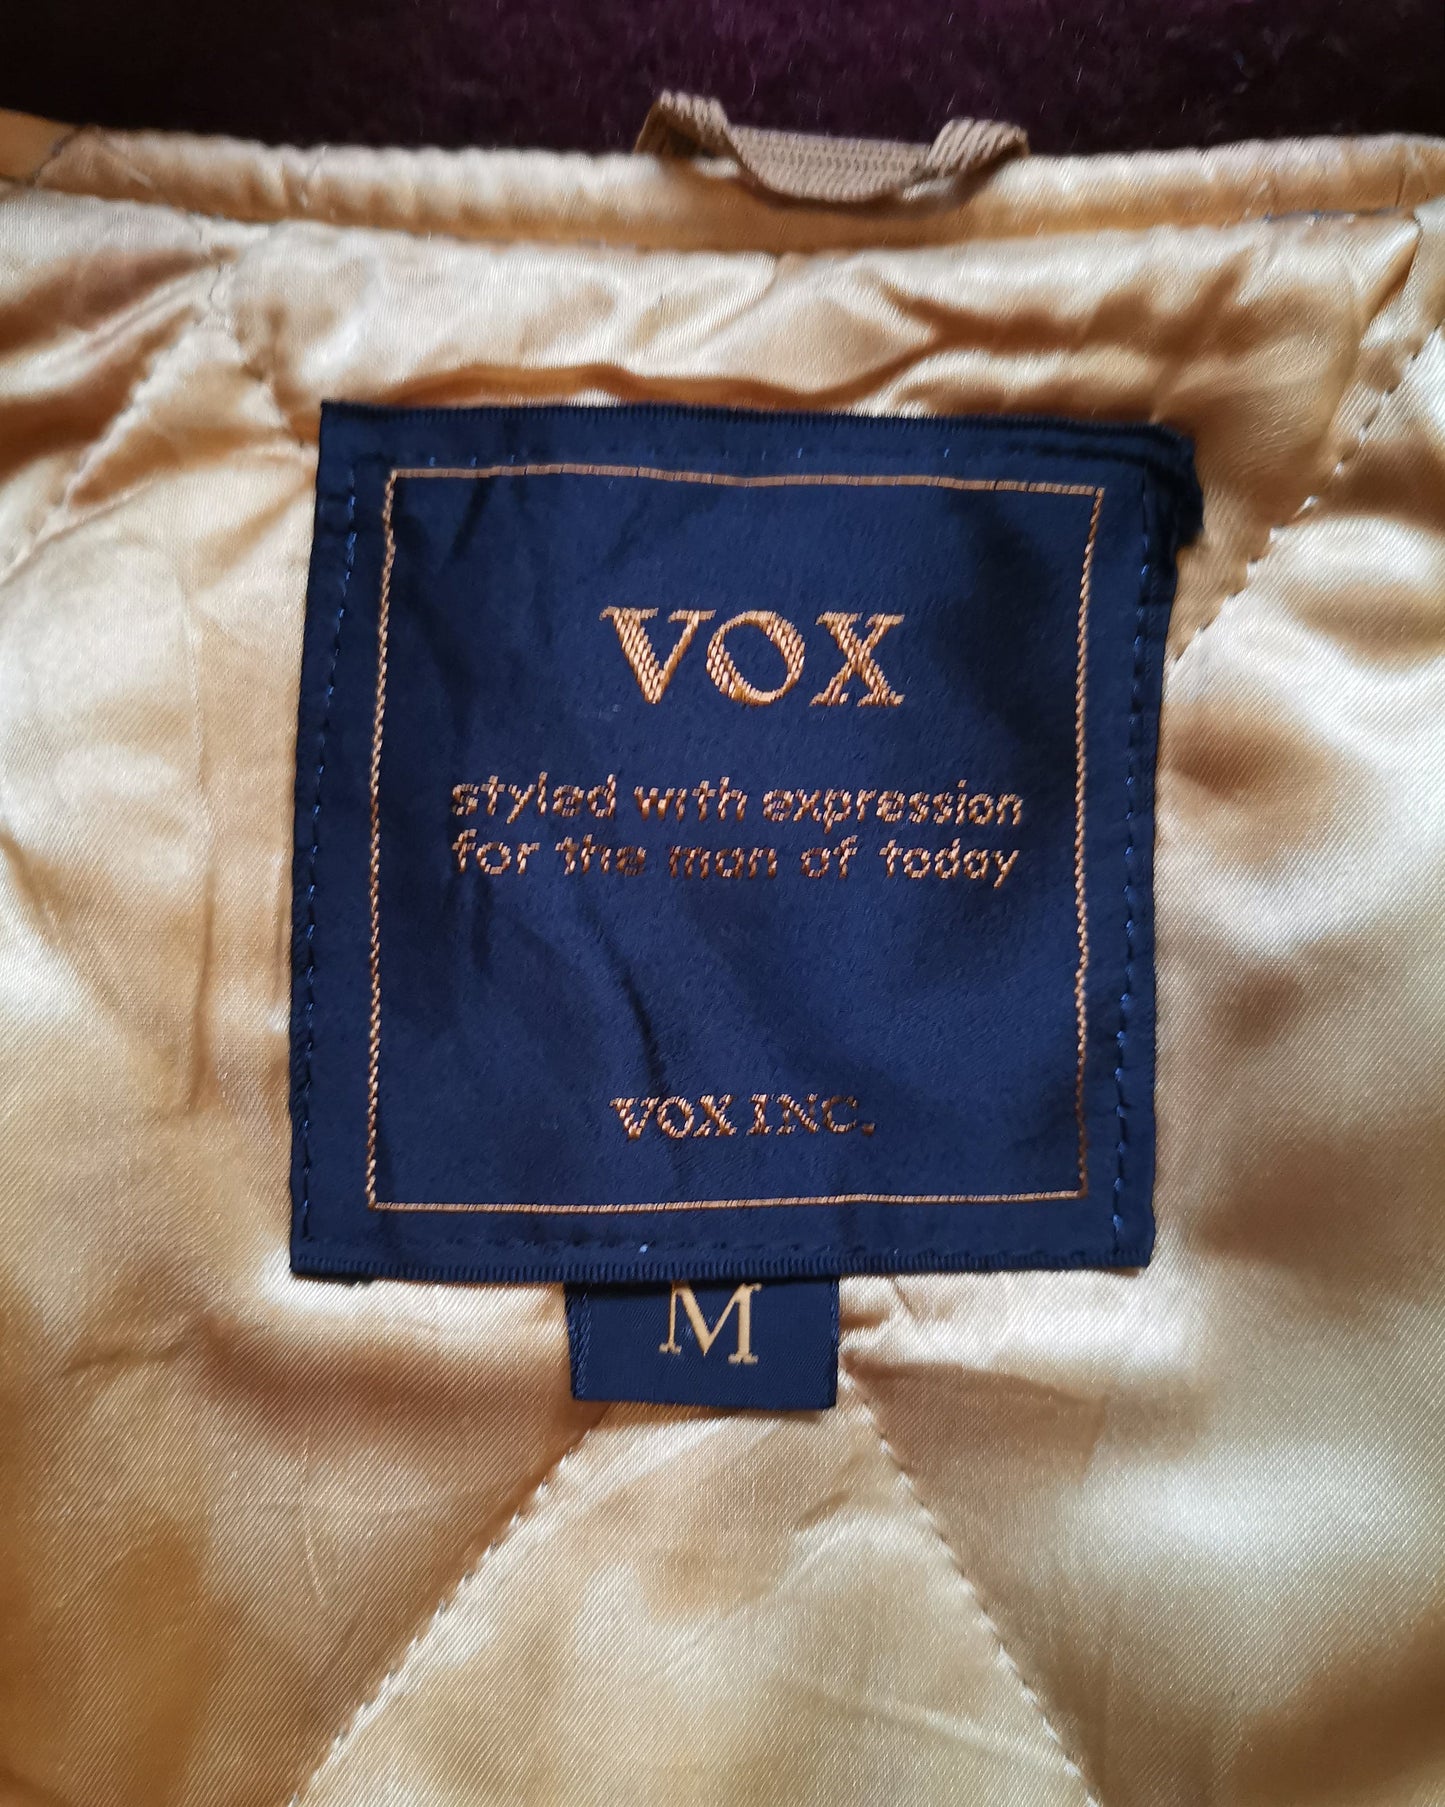 VOX
styled with expression
for the man of today
VOX INC.
M